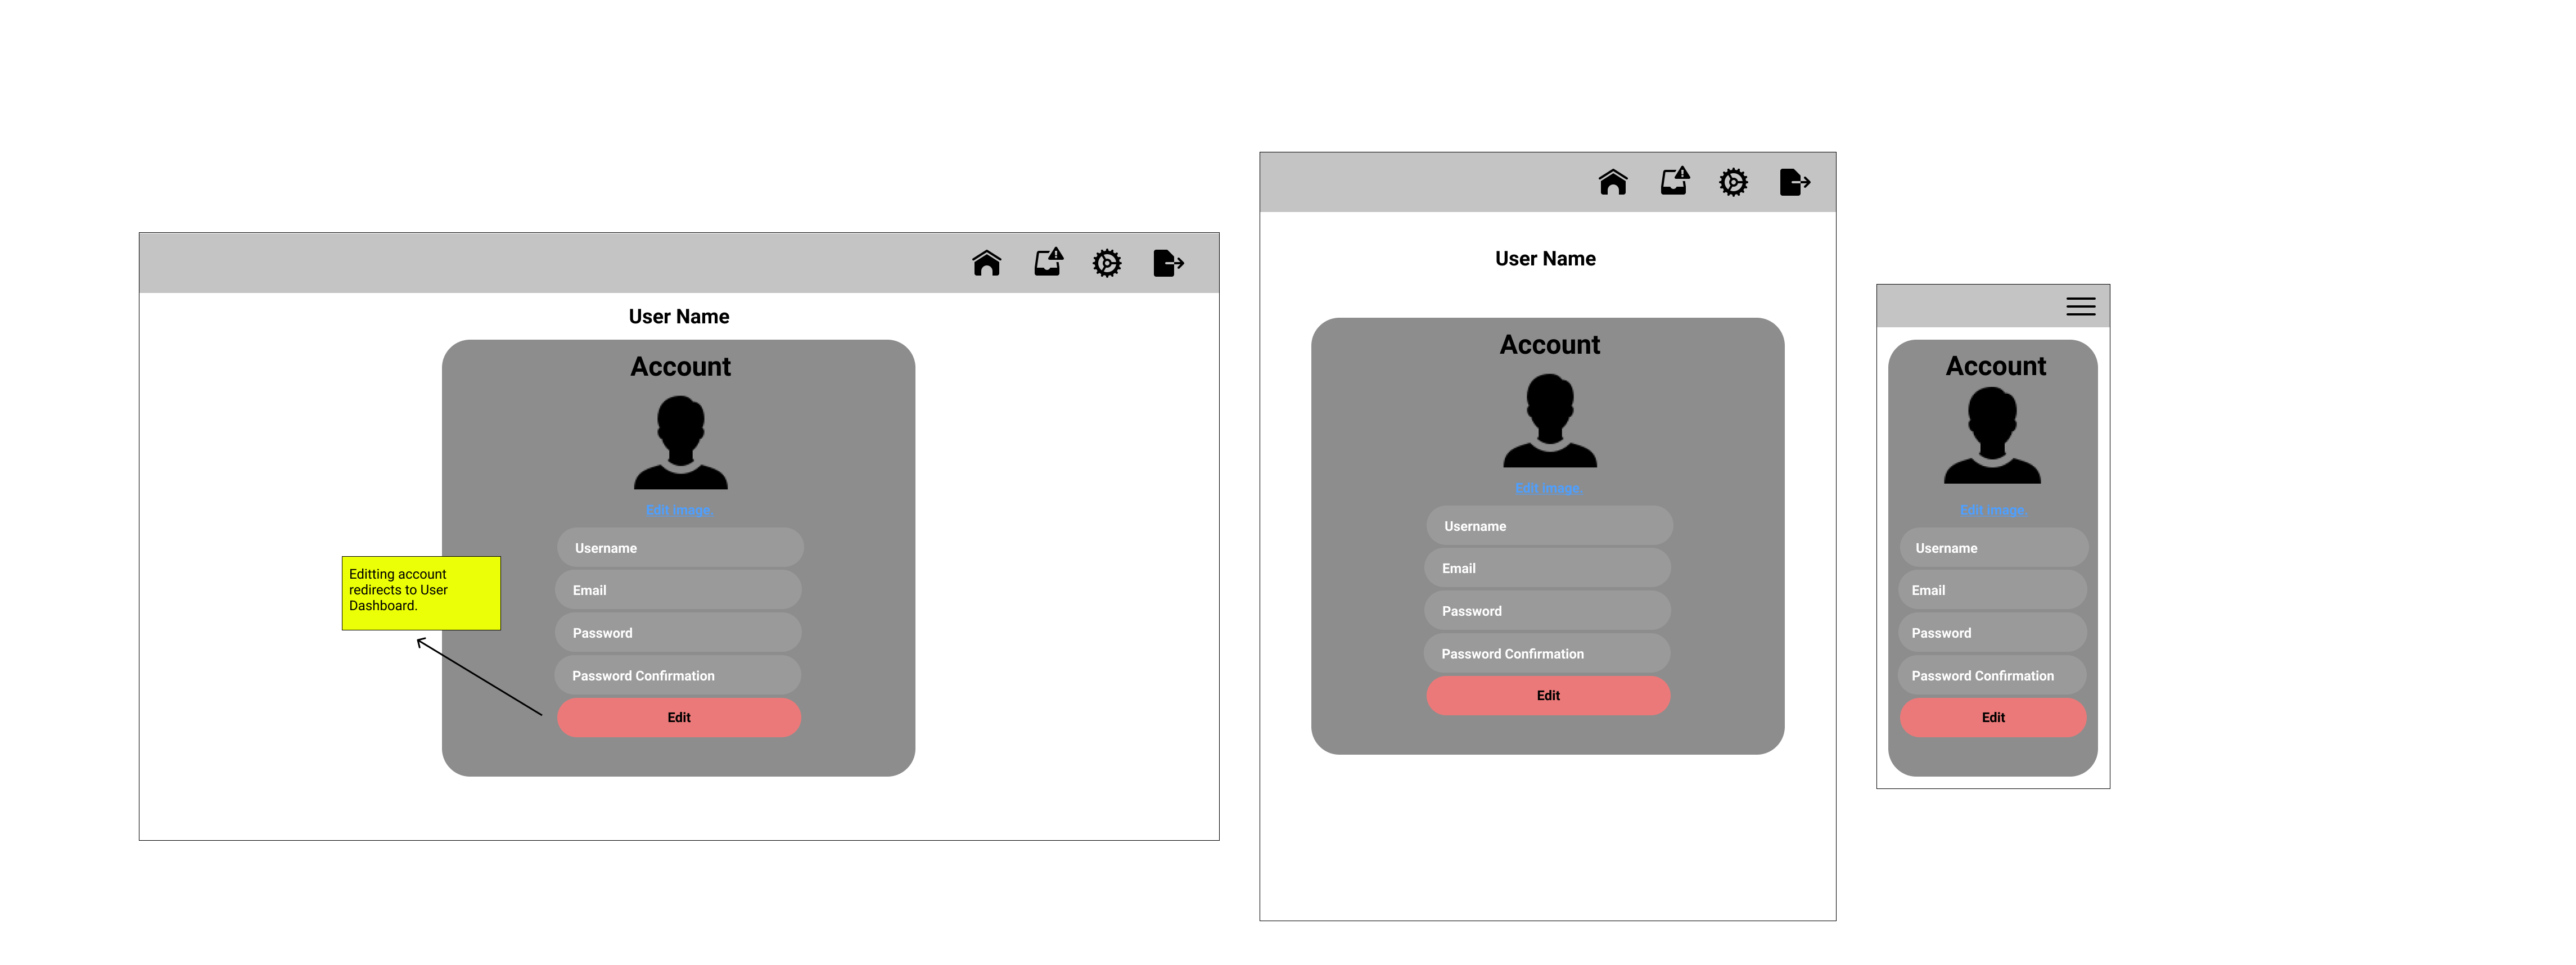 User Name
Account
Edit image.
Username
Email
Password
Password Confirmation
Edit
Editting account
redirects to User
Dashboard.
User Name
Account
Edit image.
Username
Email
Password
Password Confirmation
Edit
Account
Edit image.
Username
Email
Password
Password Confirmation
Edit